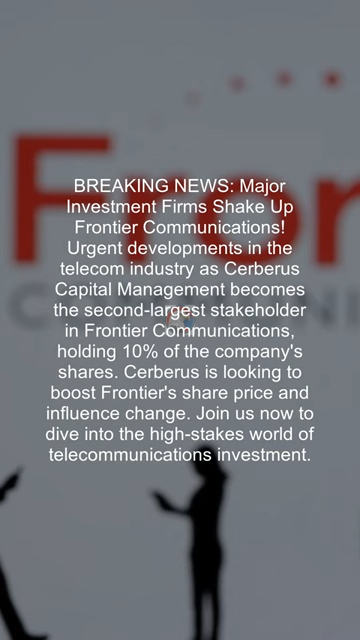 BREAKING NEWS: Major
Investment Firms Shake Up
Frontier Communications!
Urgent developments in the
telecom industry as Cerberus
Capital Management becomes
the second-largest stakeholder
in Frontier Communications,
holding 10% of the company's
shares. Cerberus is looking to
boost Frontier's share price and
influence change. Join us now to
dive into the high-stakes world of
telecommunications investment.